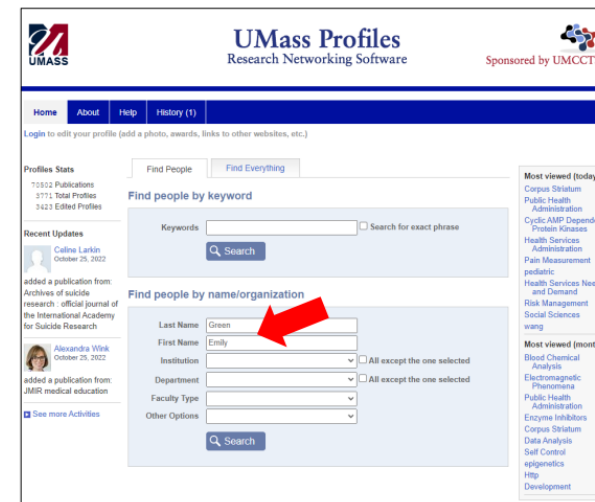 UMASS
UMass Profiles
Research Networking Software
Sponsored by UMCCT
Home About Help History (1)
Login to edit your profile (add a photo, awards, links to other websites, etc.)
Profiles Stats
70802 Publications
3771 Total Profiles
3423 Edited Profiles
Recent Updates
Celine Larkin
October 25, 2022
added a publication from:
Archives of suicide
research : official journal of
the International Academy
for Suicide Research
Alexandra Wink
October 25, 2022
added a publication from:
JMIR medical education
See more Activities
Find People Find Everything
Find people by keyword
Keywords Search for exact phrase
Search
Find people by name/organization
Last Name Green
First Name Emily
Institution All except the one selected
Department All except the one selected
Faculty Type
Other Options
Search
Most viewed (today
Corpus Striatum
Public Health
Administration
Cyclic AMP Depend
Protein Kinases
Health Services
Administration
Pain Measurement
pediatric
Health Services Nee
and Demand
Risk Management
Social Sciences
wang
Most viewed (mont
Blood Chemical
Analysis
Electromagnetic
Phenomena
Public Health
Administration
Enzyme Inhibitors
Corpus Striatum
Data Analysis
Self Control
epigenetics
Http
Development